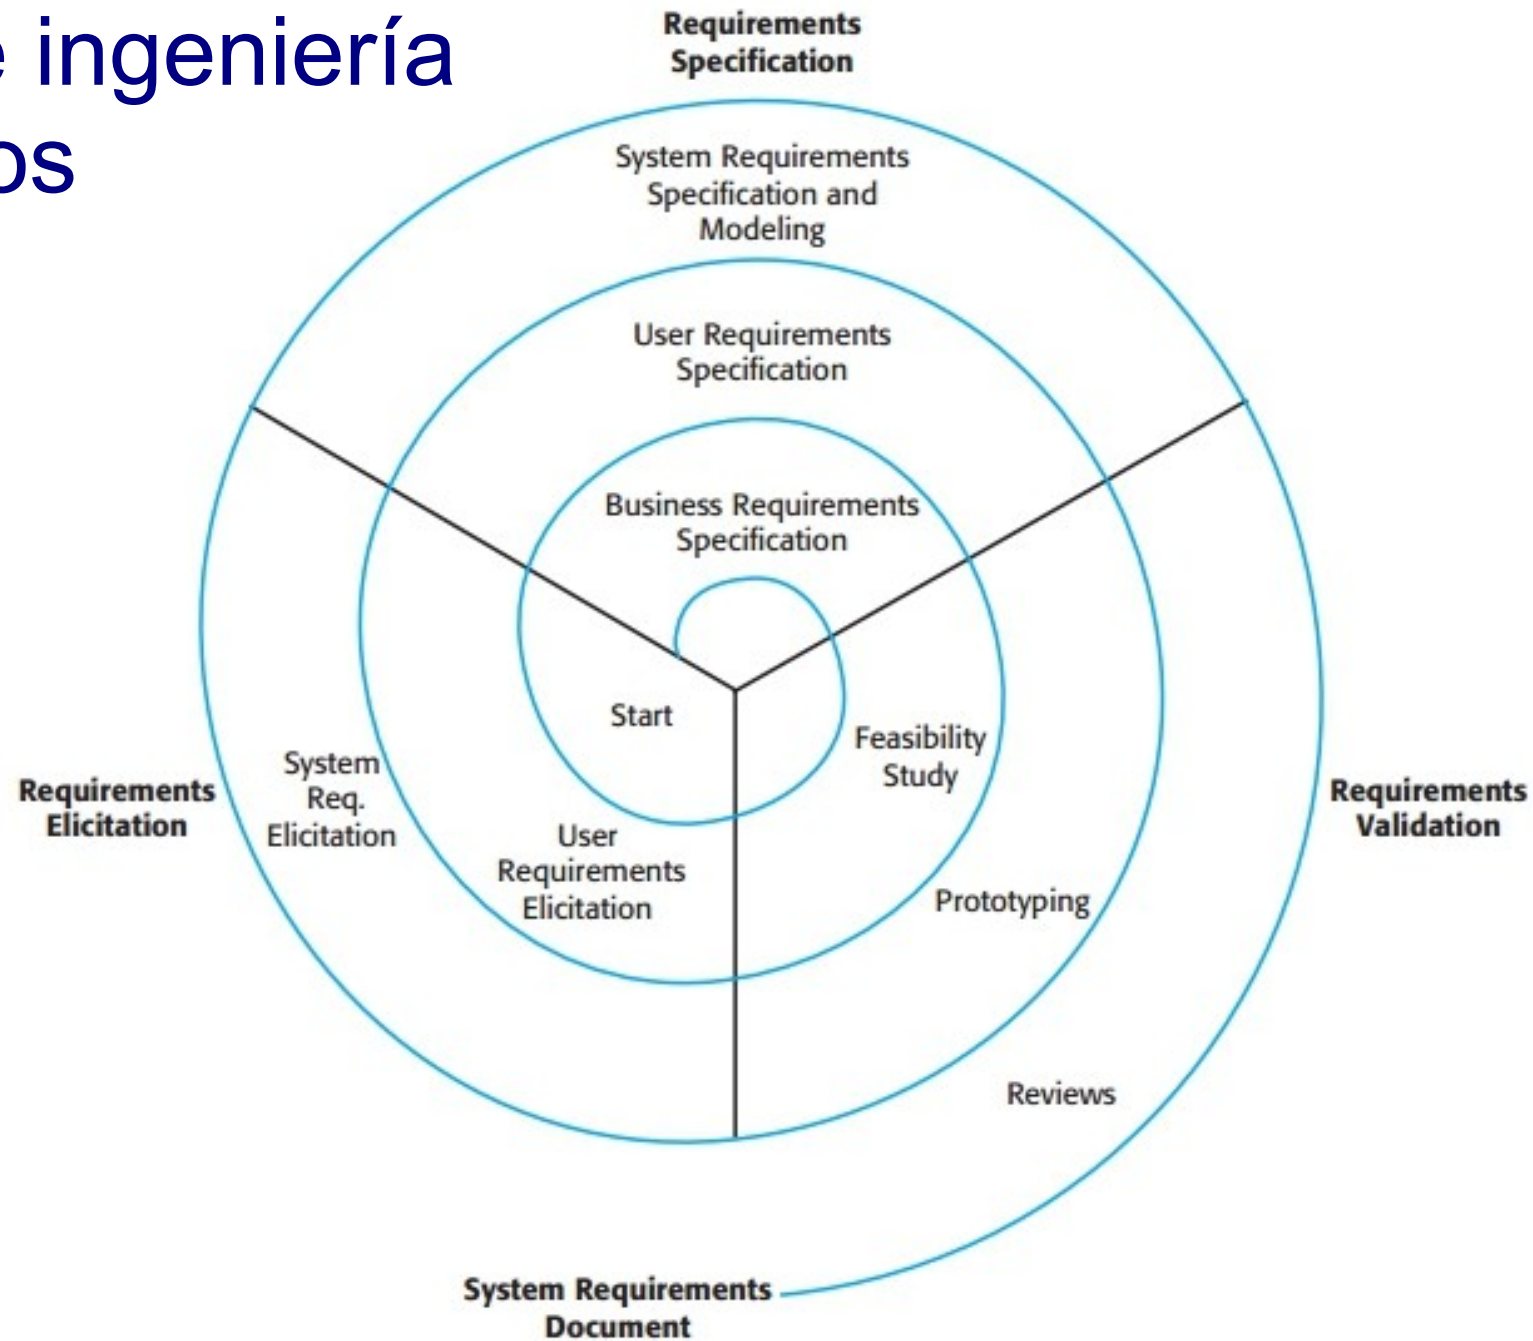 e ingeniería
os
Requirements
Specification
System Requirements
Specification and
Modeling
User Requirements
Specification
Business Requirements
Specification
Start
Feasibility
Study
System
Req.
Elicitation
Requirements
Elicitation
User
Requirements
Elicitation
Requirements
Validation
Prototyping
Reviews
System Requirements
Document